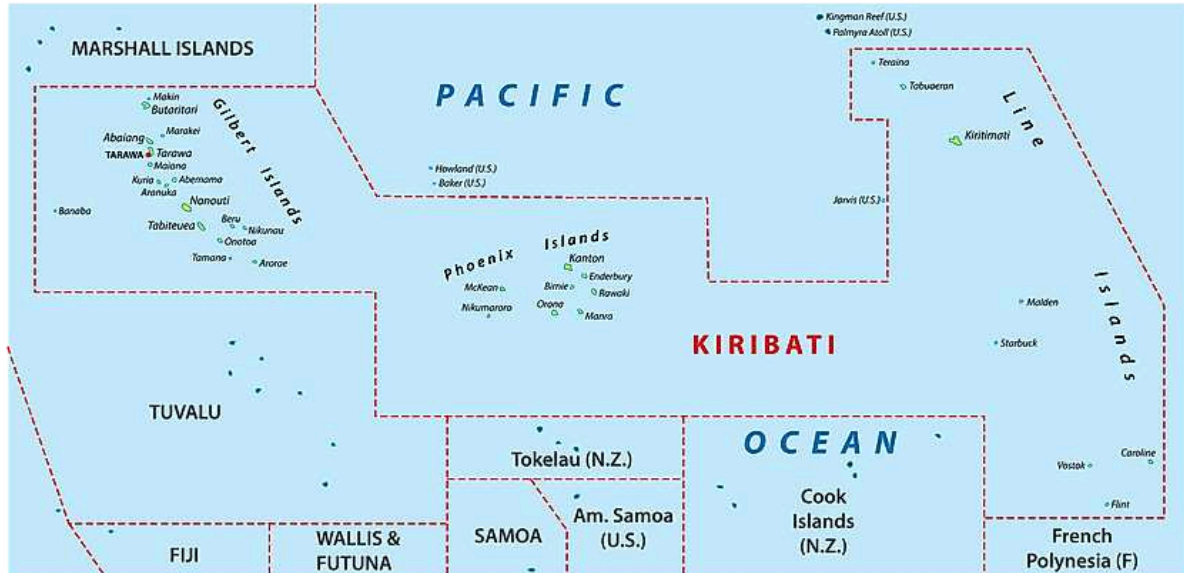 Kingman Reef (U.S.)
Palmyra Atoll (U.S.)
MARSHALL ISLANDS
Teraina
Tabuaeran
PACIFIC
Line
Makin
Butaritari
Gilbert Islands
Marakei
Abaiang
TARAWA
Tarawa
Maiana
Kiritimati
Howland (U.S.)
Baker (U.S.)
Kuria
Abemama
Aranuka
Nanouti
Banaba
Jarvis (U.S.)
Beru
Tabiteuea
Nikunau
Onotoa
Tamana
Arorae
Phoenix Islands
Kanton
Enderbury
McKean
Birnie
Rawaki
Nikumaroro
Orona
Manra
Malden
Islands
Starbuck
KIRIBATI
TUVALU
OCEAN
Tokelau (N.Z.)
Vostok
Caroline
Flint
Cook
Islands
(N.Z.)
Am. Samoa
(U.S.)
SAMOA
FIJI
WALLIS &
FUTUNA
French
Polynesia (F)